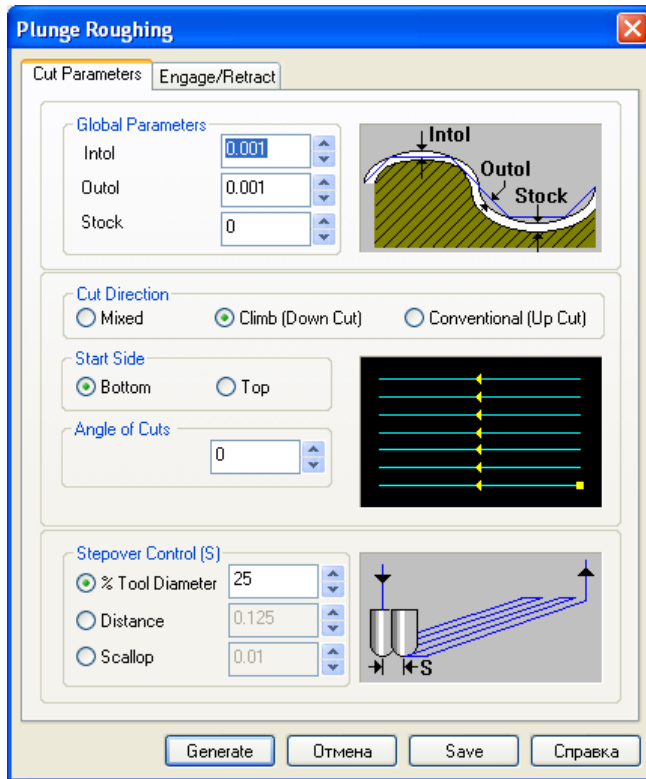 Plunge Roughing
Cut Parameters
Engage/Retract
Global Parameters
Intol
0.001
Outol
0.001
Stock
0
Intol
Outol
Stock
Cut Direction
Mixed
Climb (Down Cut)
Conventional (Up Cut)
Start Side
Bottom
Top
Angle of Cuts
0
Stepover Control (S)
% Tool Diameter
25
Distance
0.125
Scallop
0.01
S
Generate
Отмена
Save
Справка